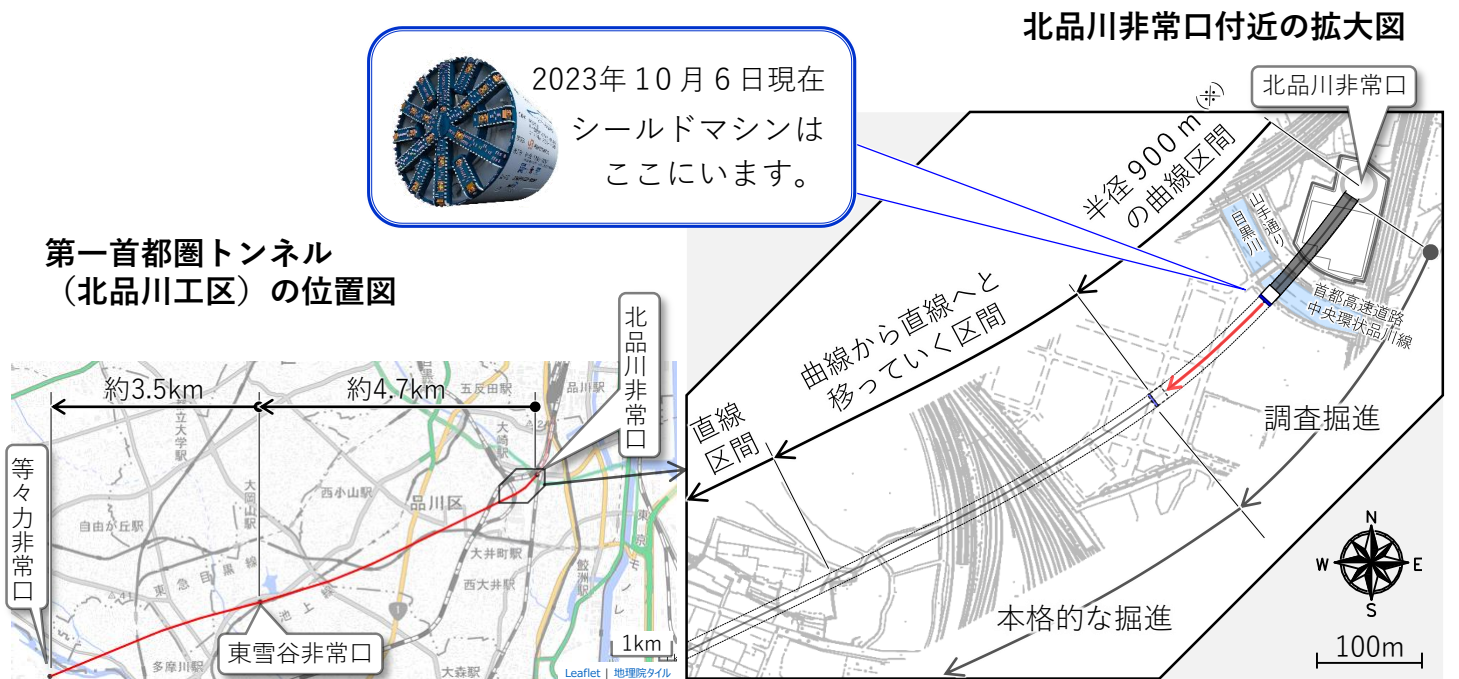 北品川非常口付近の拡大図
2023年10月6日現在
シールドマシンは
ここにいます。
北品川非常口
半径900m(※)
の曲線区間
山手通り
目黒川
首都高速道路
中央環状品川線
曲線から直線へと
移っていく区間
直線
区間
調査掘進
本格的な掘進
N
W
E
S
100m
第一首都圏トンネル
（北品川工区）の位置図
北品川非常口
約3.5km
約4.7km
五反田駅
品川駅
大崎駅
西小山駅
品川区
大岡山駅
自由が丘駅
大井町駅
西大井駅
鮫洲駅
東急目黒線
池上線
東京モノレ
1
等々力非常口
東雪谷非常口
多摩川駅
大森駅
1km
Leaflet | 地理院タイル